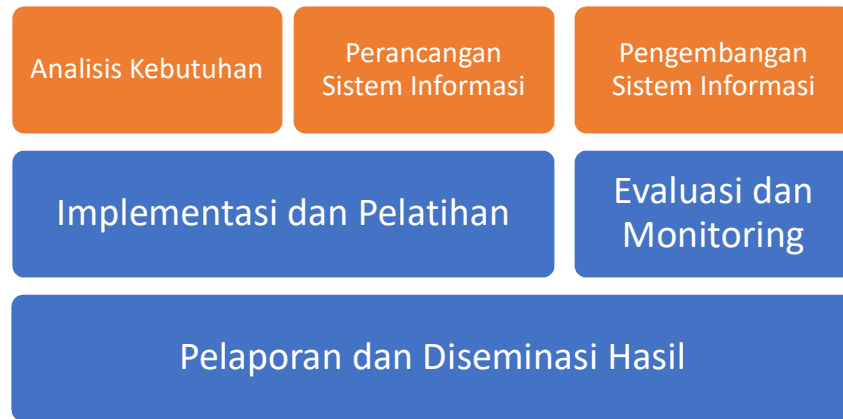 Analisis Kebutuhan
Perancangan
Sistem Informasi
Pengembangan
Sistem Informasi
Implementasi dan Pelatihan
Evaluasi dan
Monitoring
Pelaporan dan Diseminasi Hasil